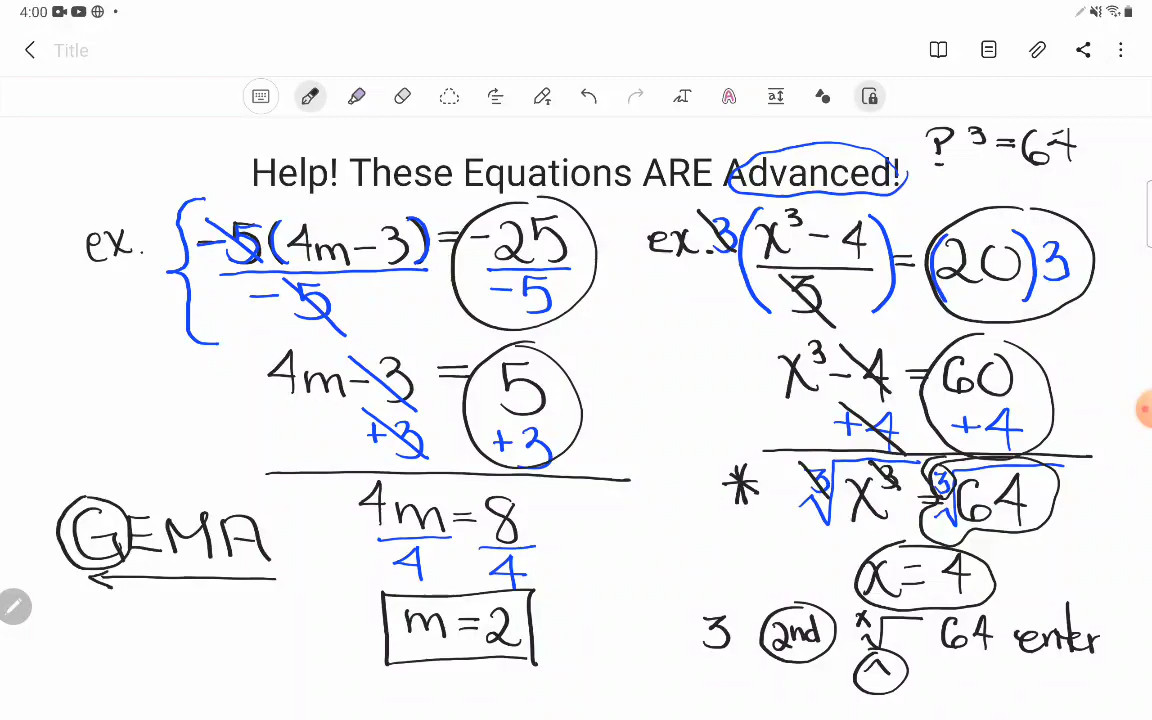 4:00
Title
? ³ = 64
Help! These Equations ARE Advanced!
ex. -5(4m - 3) = -25
-5 -5
4m - 3 = 5
+3 +3
4m = 8
4 4
m = 2
GEMA
ex. 3(x³ - 4) = (20)3
3
x³ - 4 = 60
+4 +4
* ³√x³ = ³√64
x = 4
3 2nd ˣ√ 64 enter
^